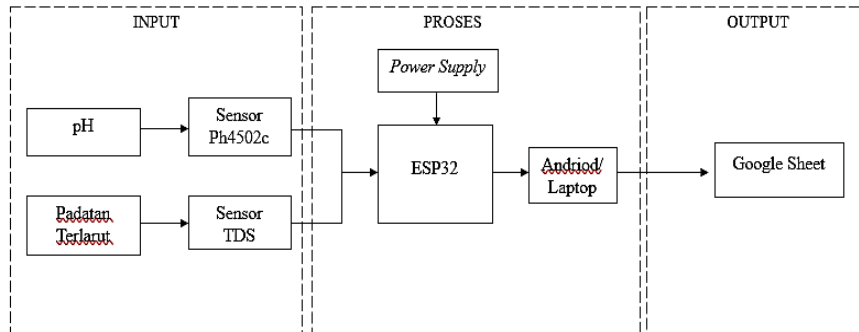 INPUT
PROSES
OUTPUT
Power Supply
pH
Sensor
Ph4502c
ESP32
Andriod/
Laptop
Google Sheet
Padatan
Terlarut
Sensor
TDS